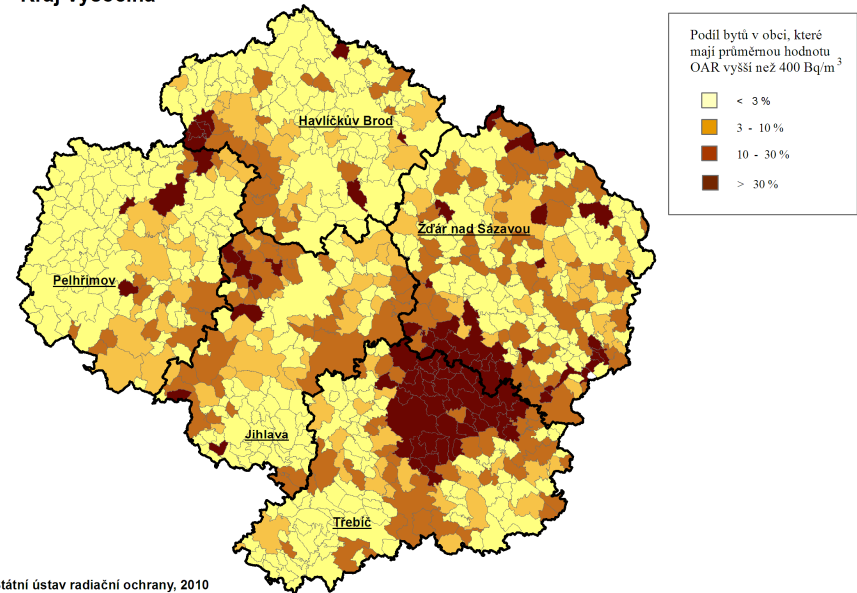 Podíl bytů v obci, které
mají průměrnou hodnotu
OAR vyšší než 400 Bq/m³
< 3 %
3 - 10 %
10 - 30 %
> 30 %
Havlíčkův Brod
Žďár nad Sázavou
Pelhřimov
Jihlava
Třebíč
tátní ústav radiační ochrany, 2010